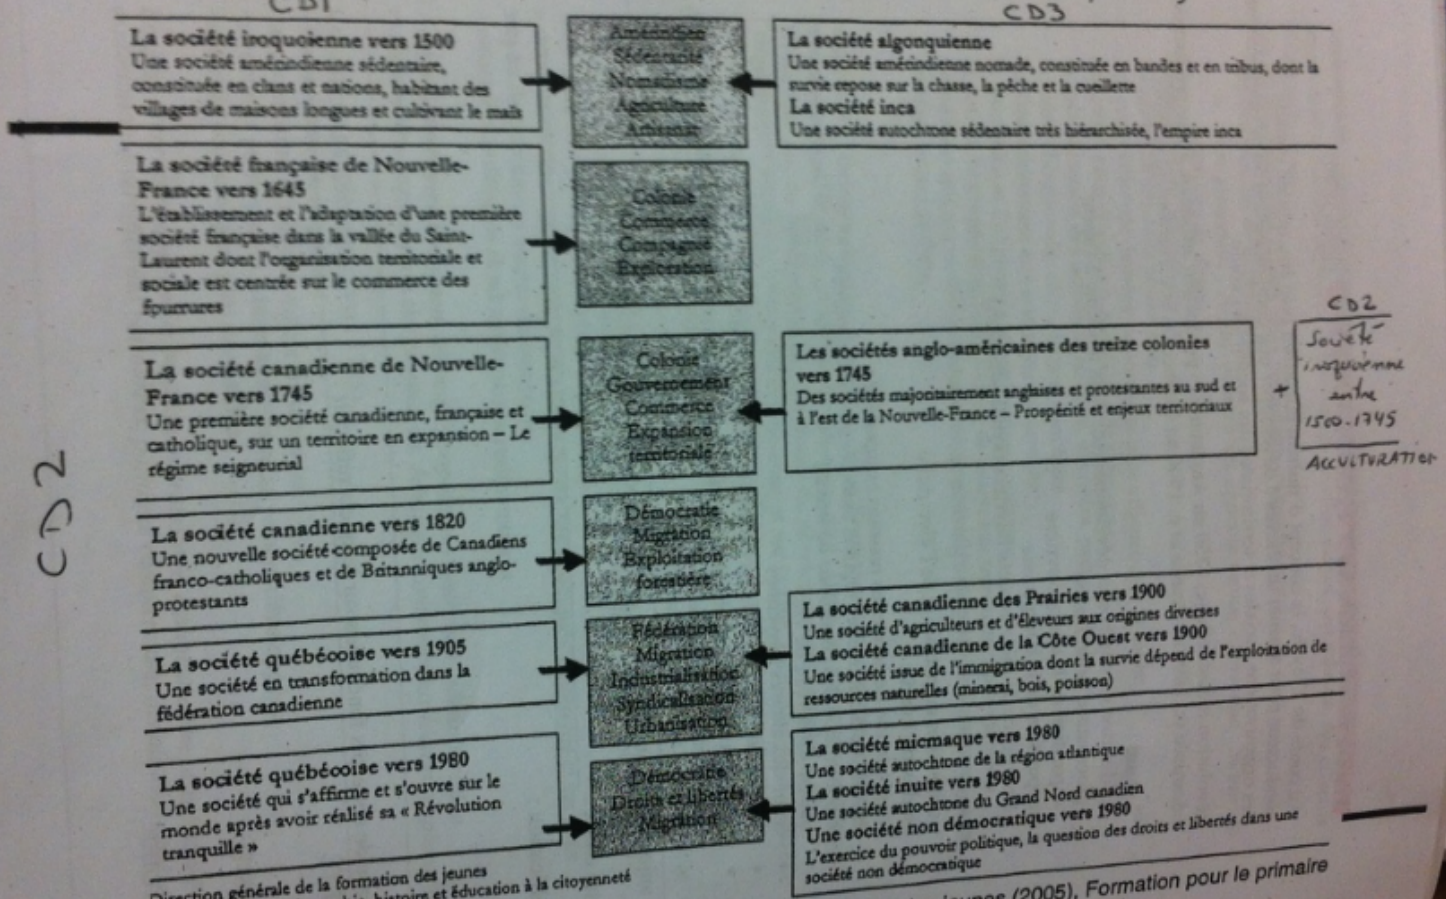 CD1
CD3
La société iroquoienne vers 1500
Une société amérindienne sédentaire,
constituée en clans et nations, habitant des
villages de maisons longues et cultivant le maïs
Amérindien
Sédentarité
Nomadisme
Agriculture
Artisanat
La société algonquienne
Une société amérindienne nomade, constituée en bandes et en tribus, dont la
survie repose sur la chasse, la pêche et la cueillette
La société inca
Une société autochtone sédentaire très hiérarchisée, l'empire inca
La société française de Nouvelle-
France vers 1645
L'établissement et l'adaptation d'une première
société française dans la vallée du Saint-
Laurent dont l'organisation territoriale et
sociale est centrée sur le commerce des
fourrures
Colonie
Commerce
Compagnie
Exploration
La société canadienne de Nouvelle-
France vers 1745
Une première société canadienne, française et
catholique, sur un territoire en expansion – Le
régime seigneurial
Colonie
Gouvernement
Commerce
Expansion
territoriale
Les sociétés anglo-américaines des treize colonies
vers 1745
Des sociétés majoritairement anglaises et protestantes au sud et
à l'est de la Nouvelle-France – Prospérité et enjeux territoriaux
+
CD2
Société
iroquoienne
entre
1500-1745
ACCULTURATION
CD2
La société canadienne vers 1820
Une nouvelle société composée de Canadiens
franco-catholiques et de Britanniques anglo-
protestants
Démocratie
Migration
Exploitation
forestière
La société québécoise vers 1905
Une société en transformation dans la
fédération canadienne
Fédération
Migration
Industrialisation
Syndicalisation
Urbanisation
La société canadienne des Prairies vers 1900
Une société d'agriculteurs et d'éleveurs aux origines diverses
La société canadienne de la Côte Ouest vers 1900
Une société issue de l'immigration dont la survie dépend de l'exploitation de
ressources naturelles (minerai, bois, poisson)
La société québécoise vers 1980
Une société qui s'affirme et s'ouvre sur le
monde après avoir réalisé sa « Révolution
tranquille »
Démocratie
Droits et libertés
Migration
La société micmaque vers 1980
Une société autochtone de la région atlantique
La société inuite vers 1980
Une société autochtone du Grand Nord canadien
Une société non démocratique vers 1980
L'exercice du pouvoir politique, la question des droits et libertés dans une
société non démocratique
Direction générale de la formation des jeunes
histoire et éducation à la citoyenneté
(2005), Formation pour le primaire